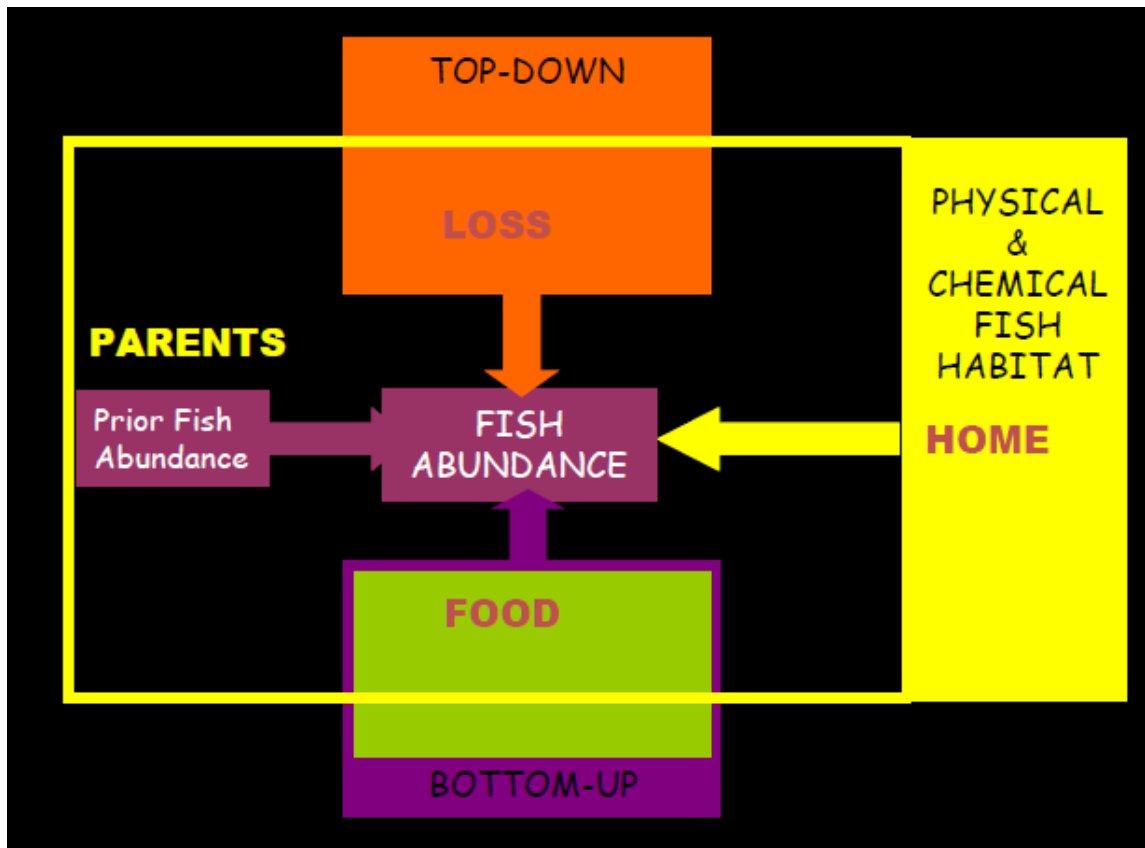 TOP-DOWN
LOSS
PHYSICAL
&
CHEMICAL
FISH
HABITAT
HOME
PARENTS
Prior Fish
Abundance
FISH
ABUNDANCE
FOOD
BOTTOM-UP